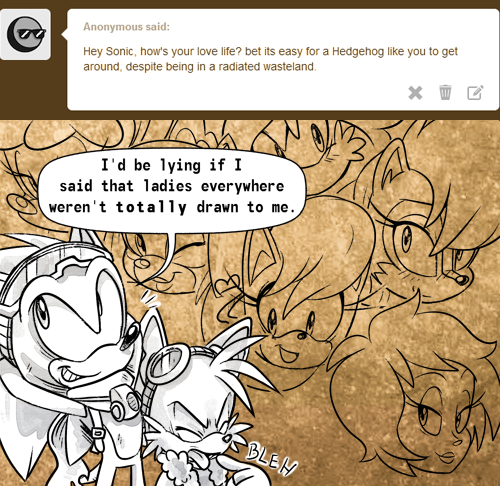 Anonymous said:
Hey Sonic, how's your love life? bet its easy for a Hedgehog like you to get
around, despite being in a radiated wasteland.
I'd be lying if I
said that ladies everywhere
weren't totally drawn to me.
BLEH